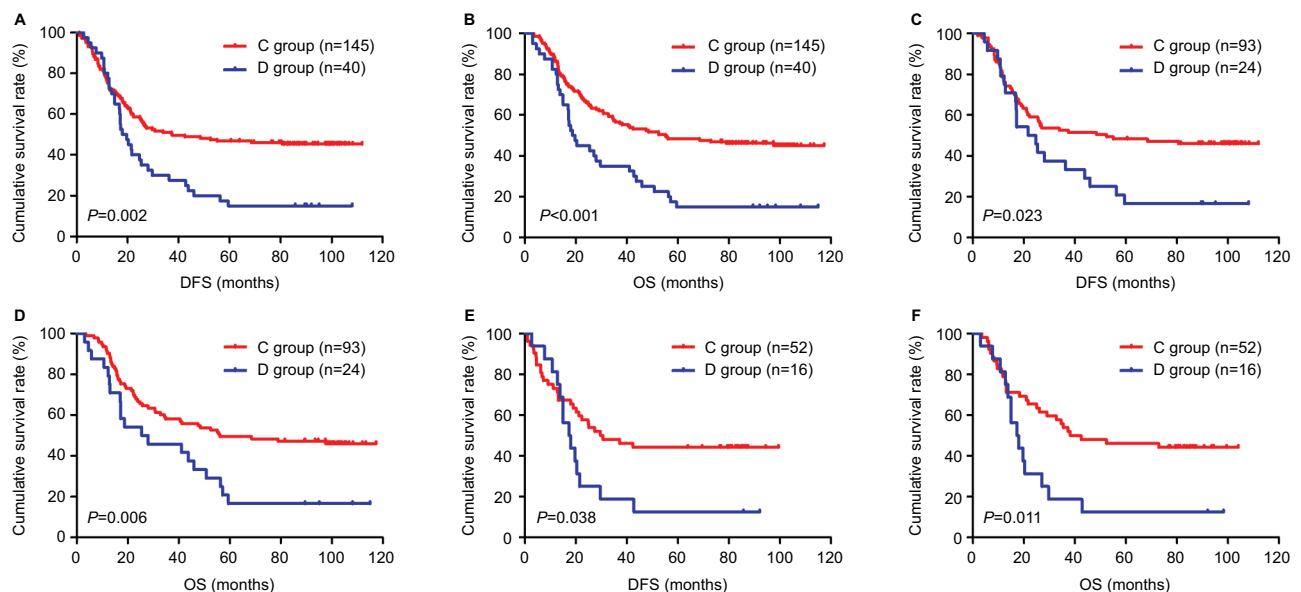 A
Cumulative survival rate (%)
100
80
60
40
20
0
C group (n=145)
D group (n=40)
P=0.002
0 20 40 60 80 100 120
DFS (months)
B
Cumulative survival rate (%)
100
80
60
40
20
0
C group (n=145)
D group (n=40)
P<0.001
0 20 40 60 80 100 120
OS (months)
C
Cumulative survival rate (%)
100
80
60
40
20
0
C group (n=93)
D group (n=24)
P=0.023
0 20 40 60 80 100 120
DFS (months)
D
Cumulative survival rate (%)
100
80
60
40
20
0
C group (n=93)
D group (n=24)
P=0.006
0 20 40 60 80 100 120
OS (months)
E
Cumulative survival rate (%)
100
80
60
40
20
0
C group (n=52)
D group (n=16)
P=0.038
0 20 40 60 80 100 120
DFS (months)
F
Cumulative survival rate (%)
100
80
60
40
20
0
C group (n=52)
D group (n=16)
P=0.011
0 20 40 60 80 100 120
OS (months)